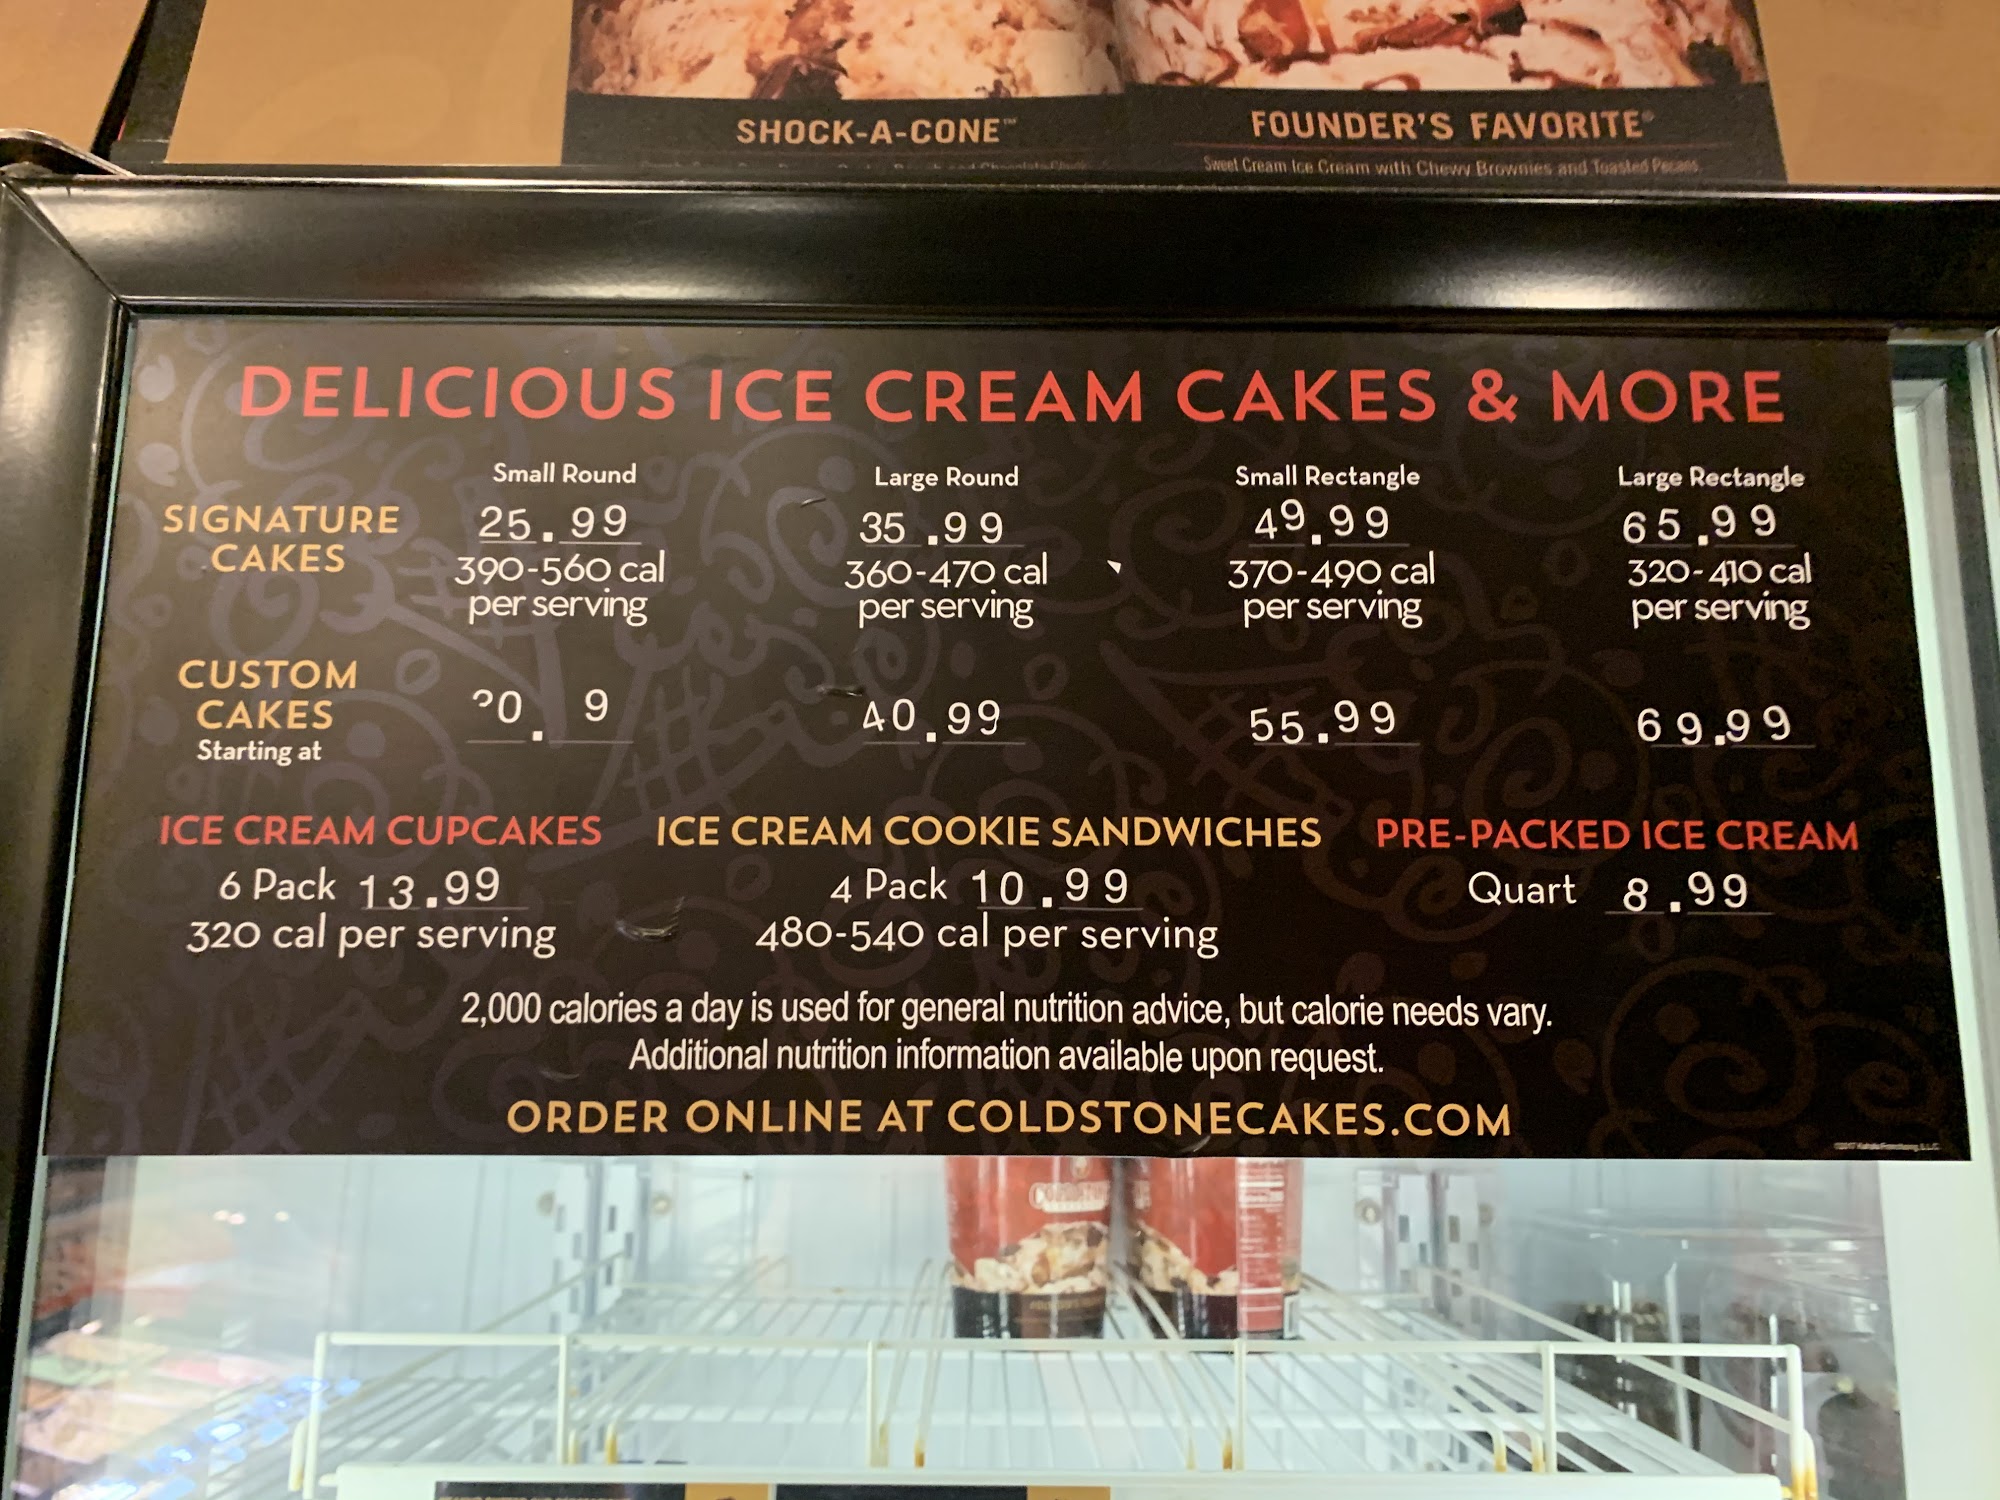 SHOCK-A-CONE™
FOUNDER'S FAVORITE®
Sweet Cream Ice Cream with Chewy Brownies and Toasted Pecans
DELICIOUS ICE CREAM CAKES & MORE
Small Round Large Round Small Rectangle Large Rectangle
SIGNATURE CAKES
25.99 35.99 49.99 65.99
390-560 cal per serving
360-470 cal per serving
370-490 cal per serving
320-410 cal per serving
CUSTOM CAKES
Starting at
0. 9 40.99 55.99 69.99
ICE CREAM CUPCAKES
6 Pack 13.99
320 cal per serving
ICE CREAM COOKIE SANDWICHES
4 Pack 10.99
480-540 cal per serving
PRE-PACKED ICE CREAM
Quart 8.99
2,000 calories a day is used for general nutrition advice, but calorie needs vary.
Additional nutrition information available upon request.
ORDER ONLINE AT COLDSTONECAKES.COM